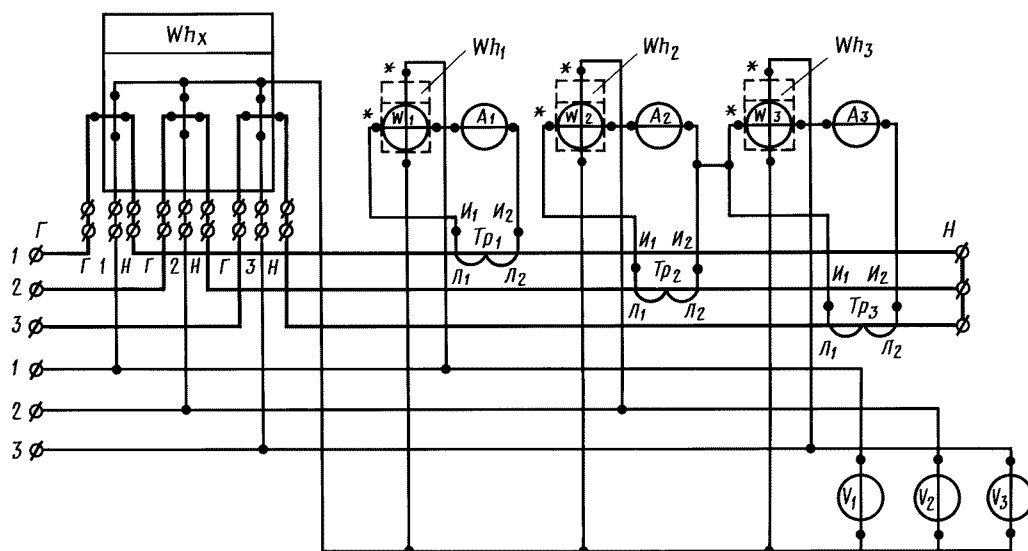 Whx
* Wh1
* Wh2
* Wh3
* W1 A1
* W2 A2
* W3 A3
И1 И2
Тр1
Л1 Л2
И1 И2
Тр2
Л1 Л2
И1 И2
Тр3
Л1 Л2
Г Н
1
Г 1 Н Г 2 Н Г 3 Н
2
3
1
2
3
V1 V2 V3